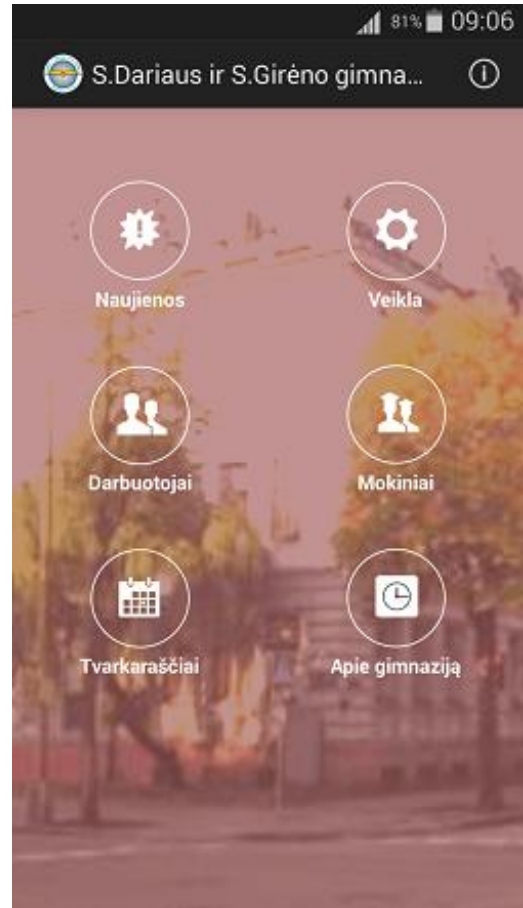 81% 09:06
S.Dariaus ir S.Girėno gimna...
Naujienos
Veikla
Darbuotojai
Mokiniai
Tvarkaraščiai
Apie gimnaziją